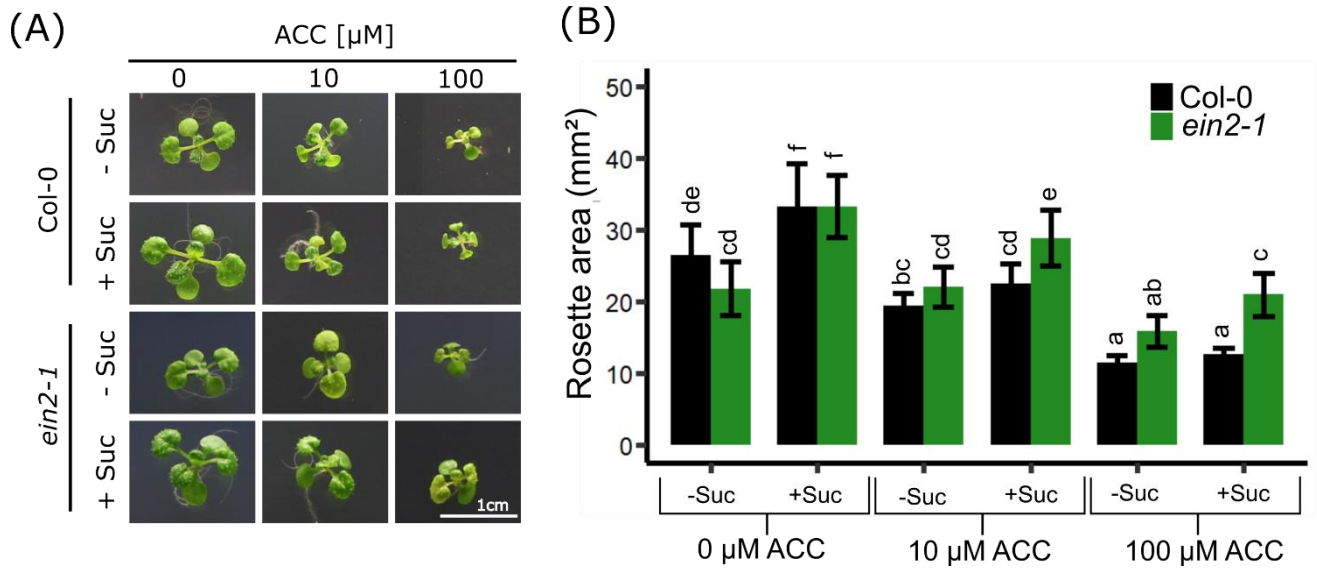 (A)
ACC [µM]
0 10 100
Col-0
- Suc
+ Suc
ein2-1
- Suc
+ Suc
1cm
(B)
Rosette area (mm²)
50
40
30
20
10
0
Col-0
ein2-1
de cd f f bc cd cd e a ab a c
-Suc +Suc -Suc +Suc -Suc +Suc
0 µM ACC 10 µM ACC 100 µM ACC